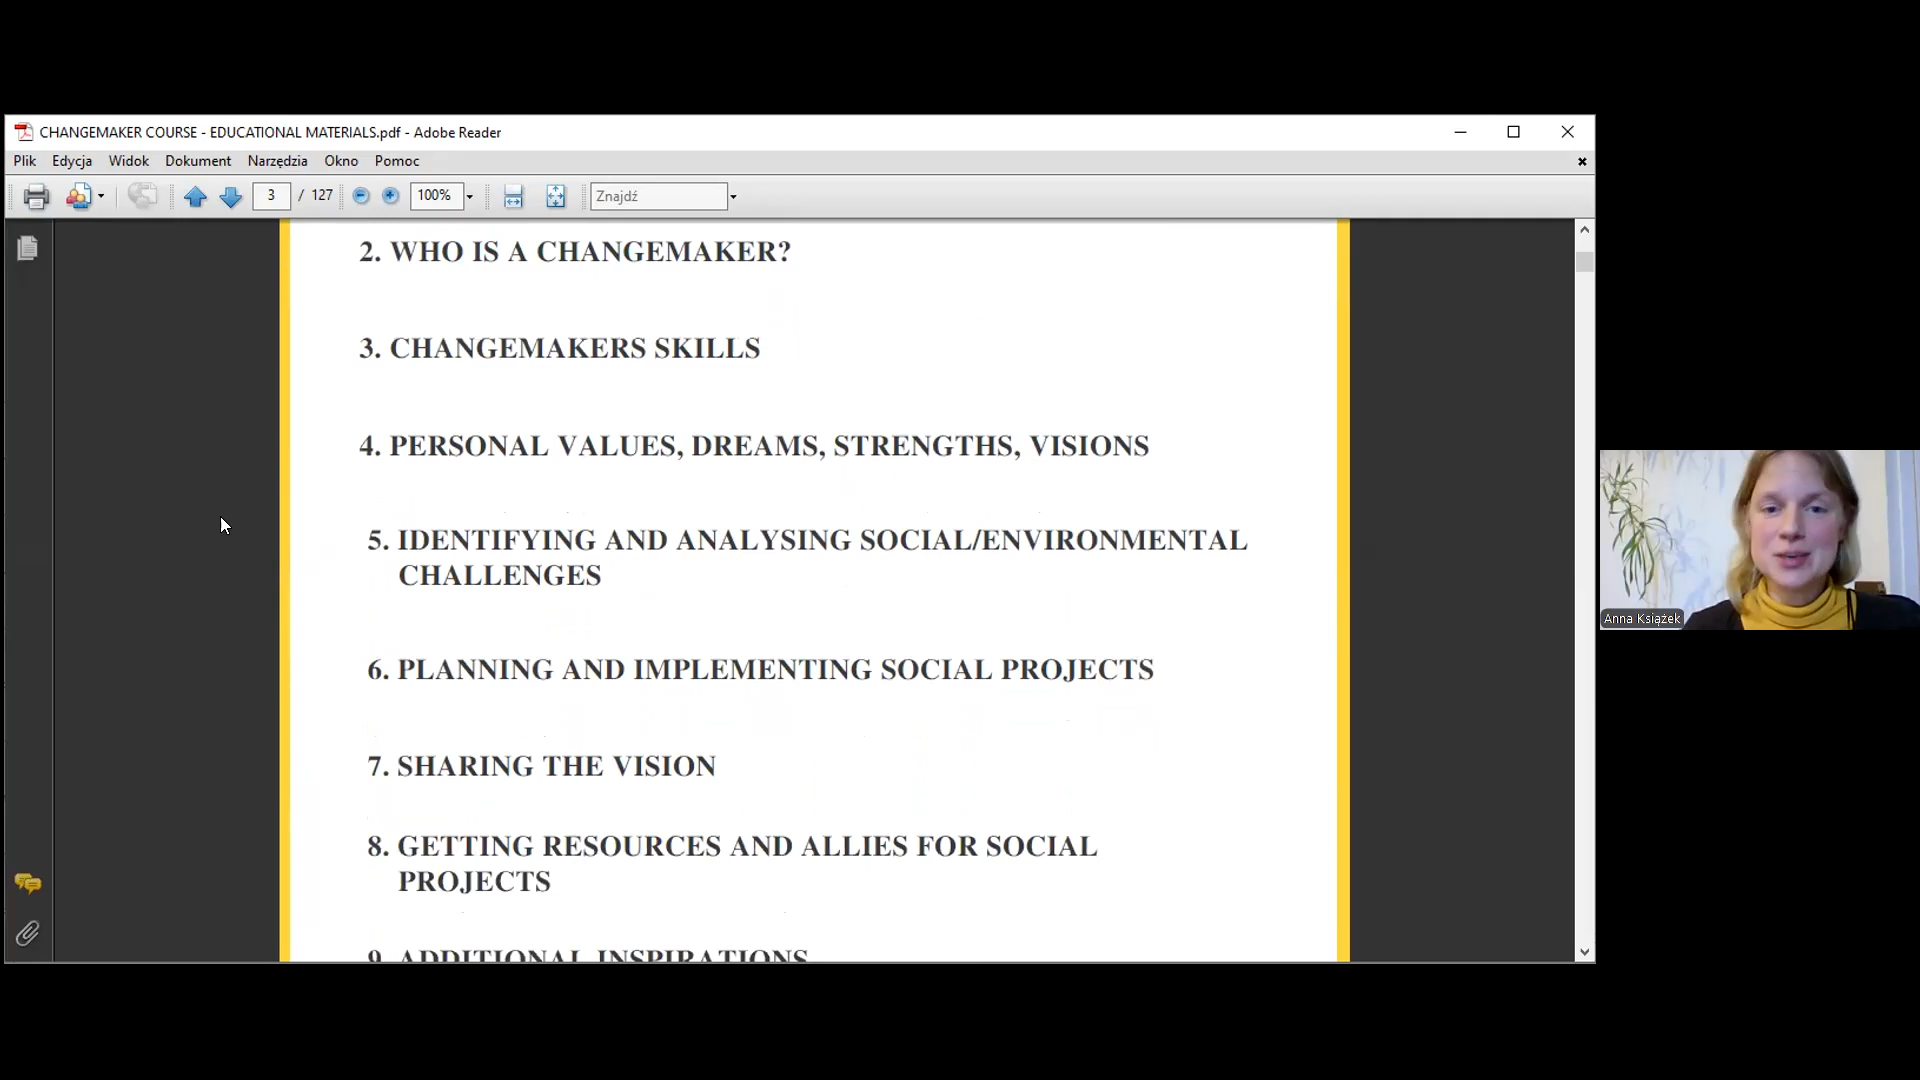 CHANGEMAKER COURSE - EDUCATIONAL MATERIALS.pdf - Adobe Reader
Plik Edycja Widok Dokument Narzędzia Okno Pomoc
3 / 127 100% Znajdź
2. WHO IS A CHANGEMAKER?
3. CHANGEMAKERS SKILLS
4. PERSONAL VALUES, DREAMS, STRENGTHS, VISIONS
5. IDENTIFYING AND ANALYSING SOCIAL/ENVIRONMENTAL
CHALLENGES
6. PLANNING AND IMPLEMENTING SOCIAL PROJECTS
7. SHARING THE VISION
8. GETTING RESOURCES AND ALLIES FOR SOCIAL
PROJECTS
9. ADDITIONAL INSPIRATIONS
Anna Książek